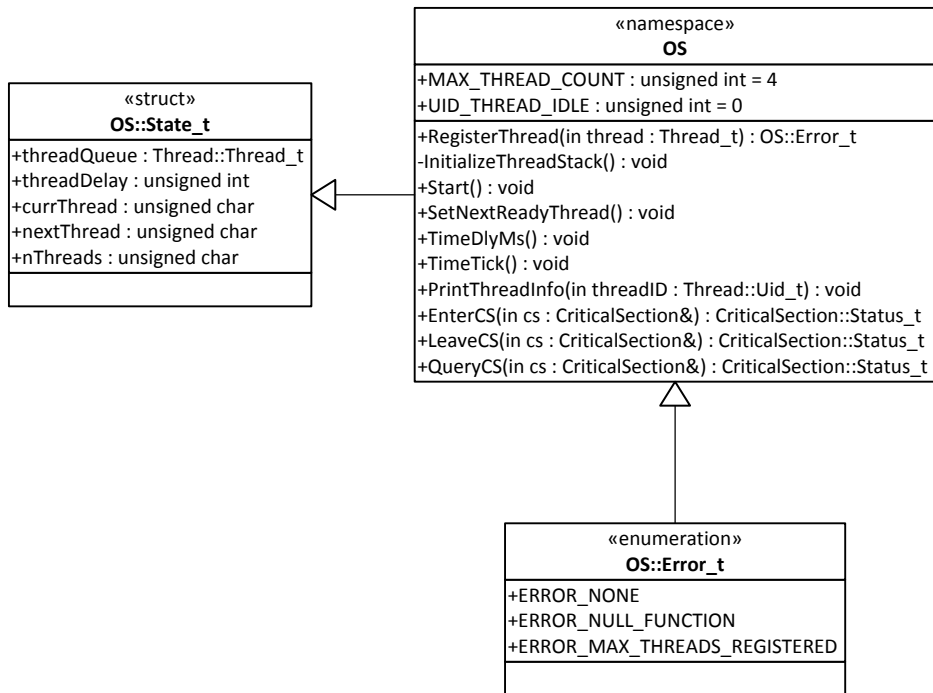 «namespace»
OS
+MAX_THREAD_COUNT : unsigned int = 4
+UID_THREAD_IDLE : unsigned int = 0
+RegisterThread(in thread : Thread_t) : OS::Error_t
-InitializeThreadStack() : void
+Start() : void
+SetNextReadyThread() : void
+TimeDlyMs() : void
+TimeTick() : void
+PrintThreadInfo(in threadID : Thread::Uid_t) : void
+EnterCS(in cs : CriticalSection&) : CriticalSection::Status_t
+LeaveCS(in cs : CriticalSection&) : CriticalSection::Status_t
+QueryCS(in cs : CriticalSection&) : CriticalSection::Status_t
«struct»
OS::State_t
+threadQueue : Thread::Thread_t
+threadDelay : unsigned int
+currThread : unsigned char
+nextThread : unsigned char
+nThreads : unsigned char
«enumeration»
OS::Error_t
+ERROR_NONE
+ERROR_NULL_FUNCTION
+ERROR_MAX_THREADS_REGISTERED